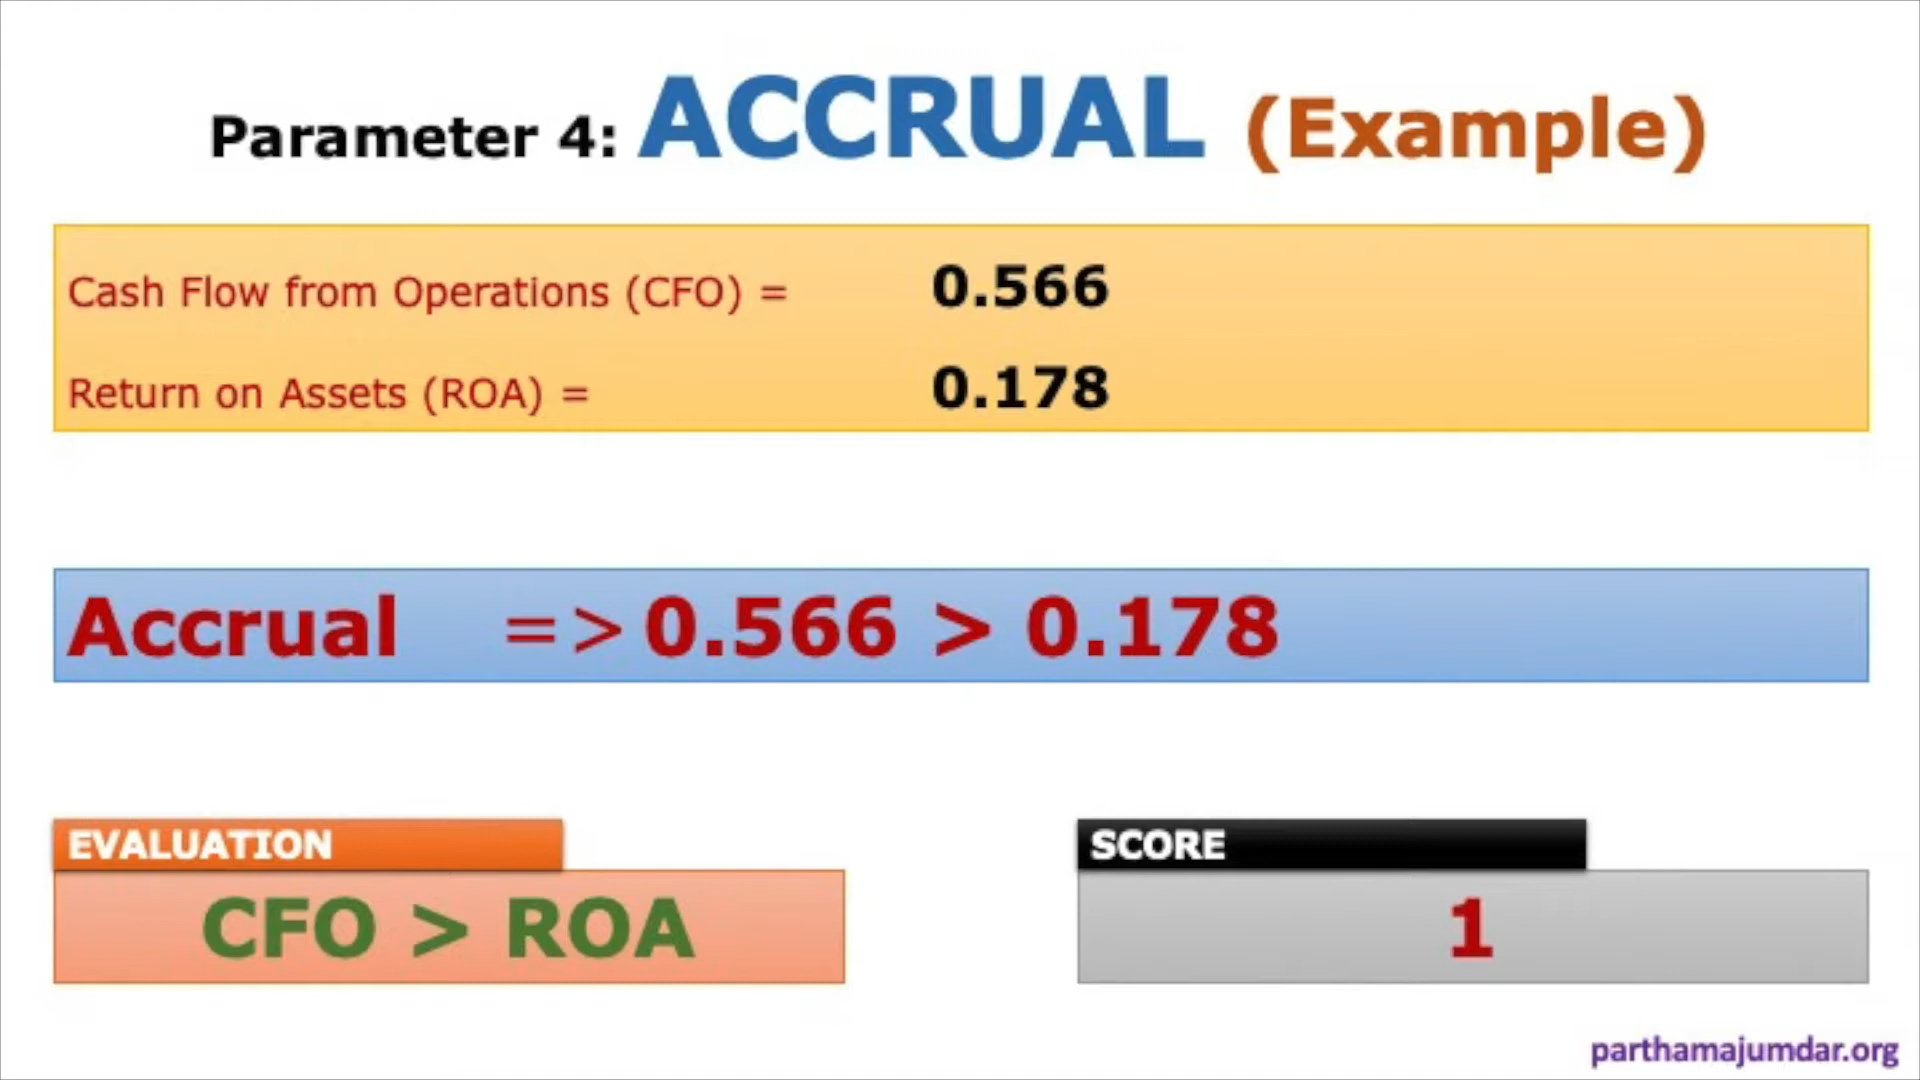 Parameter 4: ACCRUAL (Example)
Cash Flow from Operations (CFO) = 0.566
Return on Assets (ROA) = 0.178
Accrual => 0.566 > 0.178
EVALUATION
CFO > ROA
SCORE
1
parthamajumdar.org